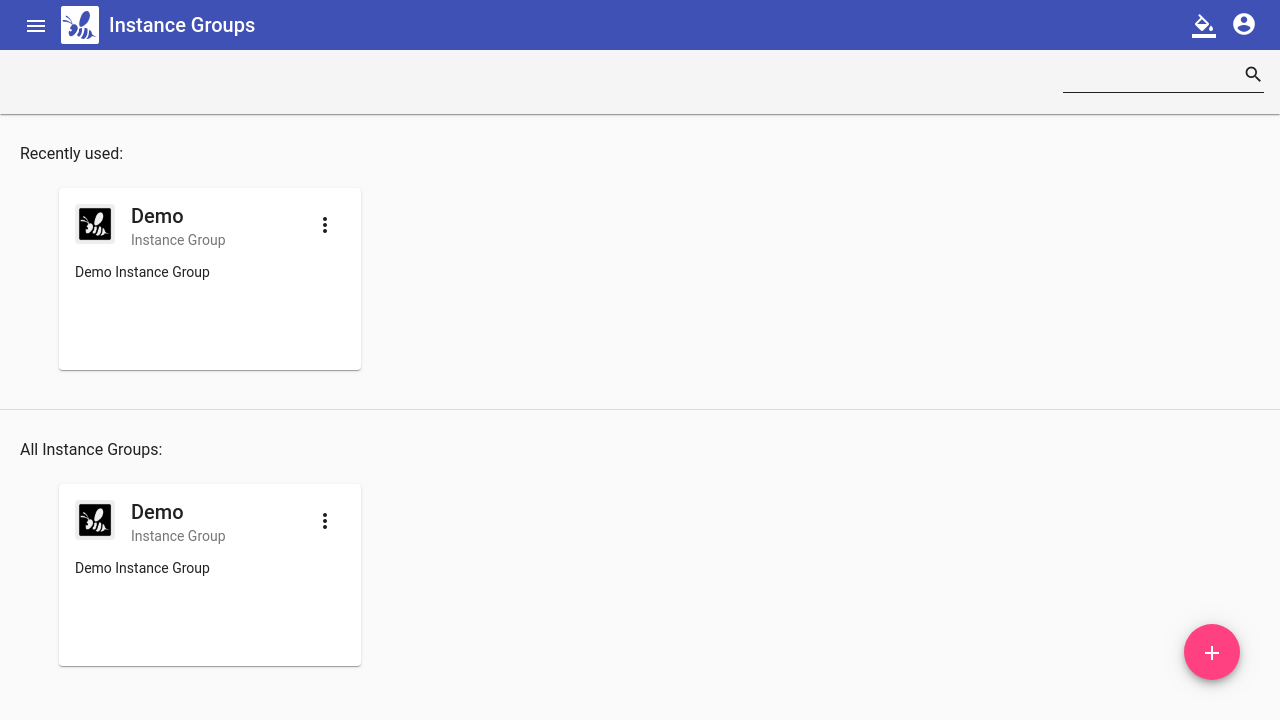 Instance Groups
Recently used:
Demo
Instance Group
Demo Instance Group
All Instance Groups:
Demo
Instance Group
Demo Instance Group